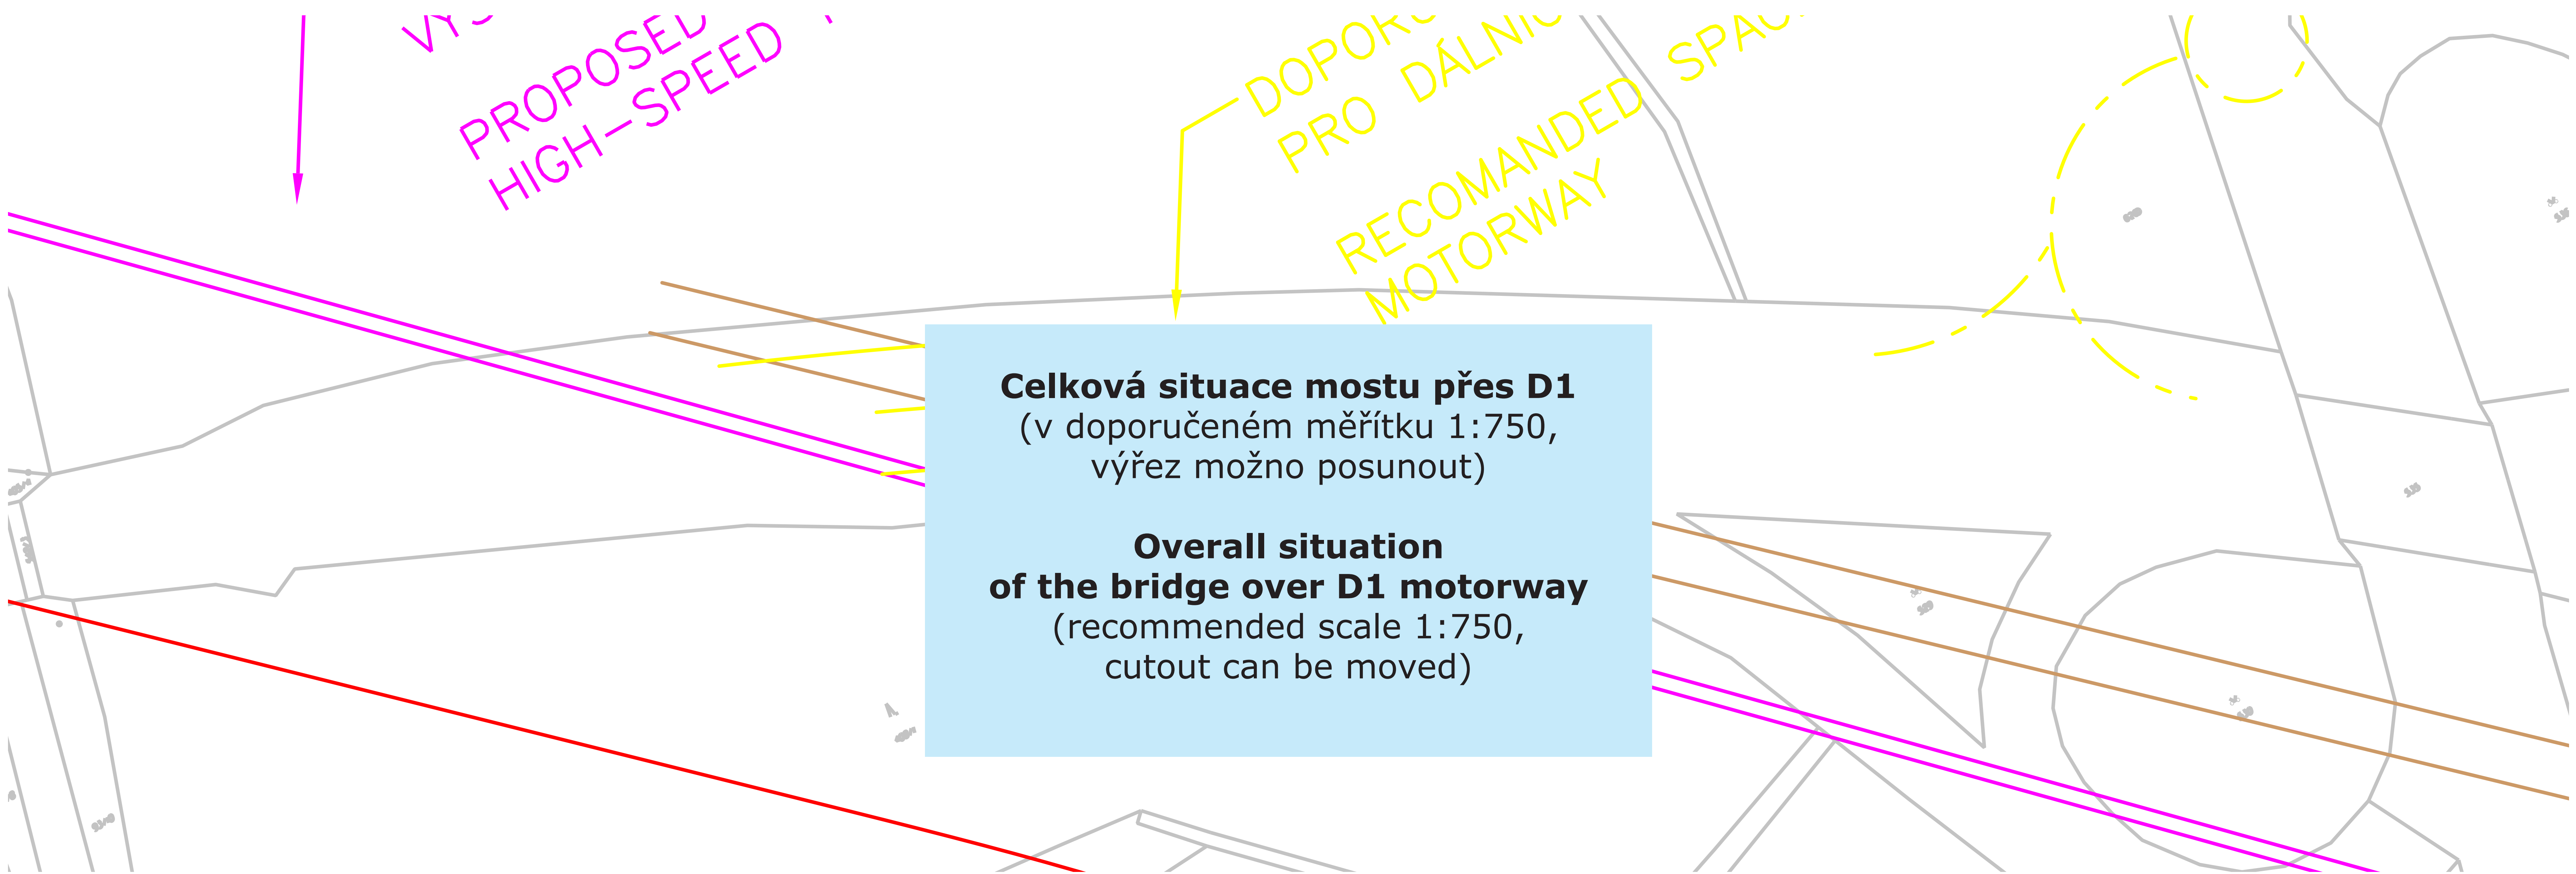 PROPOSED
HIGH-SPEED
PRO DÁLNIC
RECOMANDED
MOTORWAY
Celková situace mostu přes D1
(v doporučeném měřítku 1:750,
výřez možno posunout)
Overall situation
of the bridge over D1 motorway
(recommended scale 1:750,
cutout can be moved)